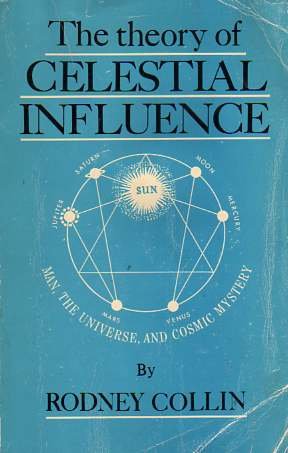 The theory of
CELESTIAL
INFLUENCE
SUN
SATURN
MOON
JUPITER
MERCURY
MARS
VENUS
MAN, THE UNIVERSE, AND COSMIC MYSTERY
By
RODNEY COLLIN